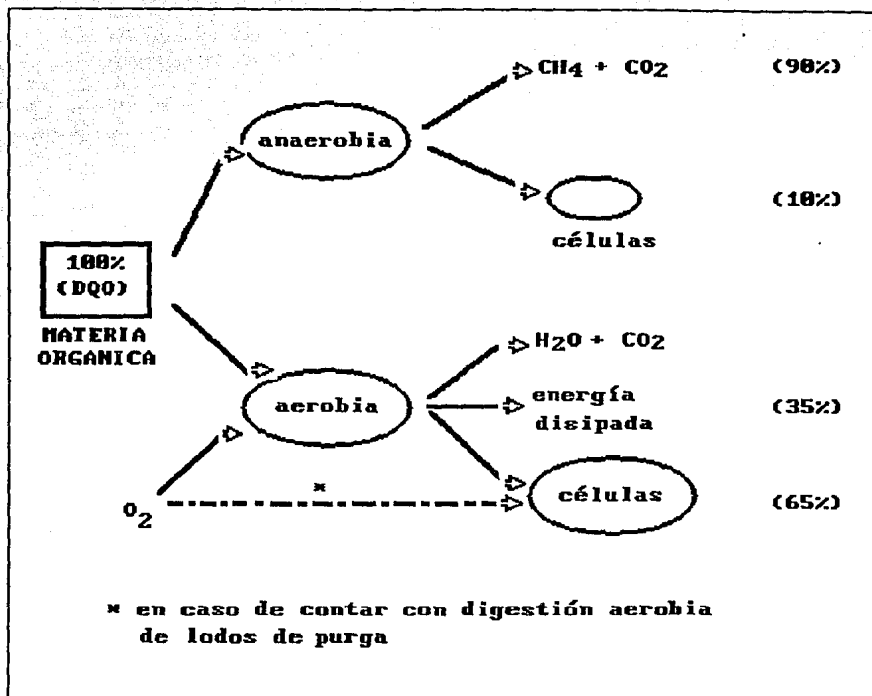 CH4 + CO2 (90%)
anaerobia
células (10%)
100%
(DQO)
MATERIA
ORGANICA
H2O + CO2
aerobia
energía (35%)
disipada
células (65%)
*
O2
* en caso de contar con digestión aerobia
de lodos de purga